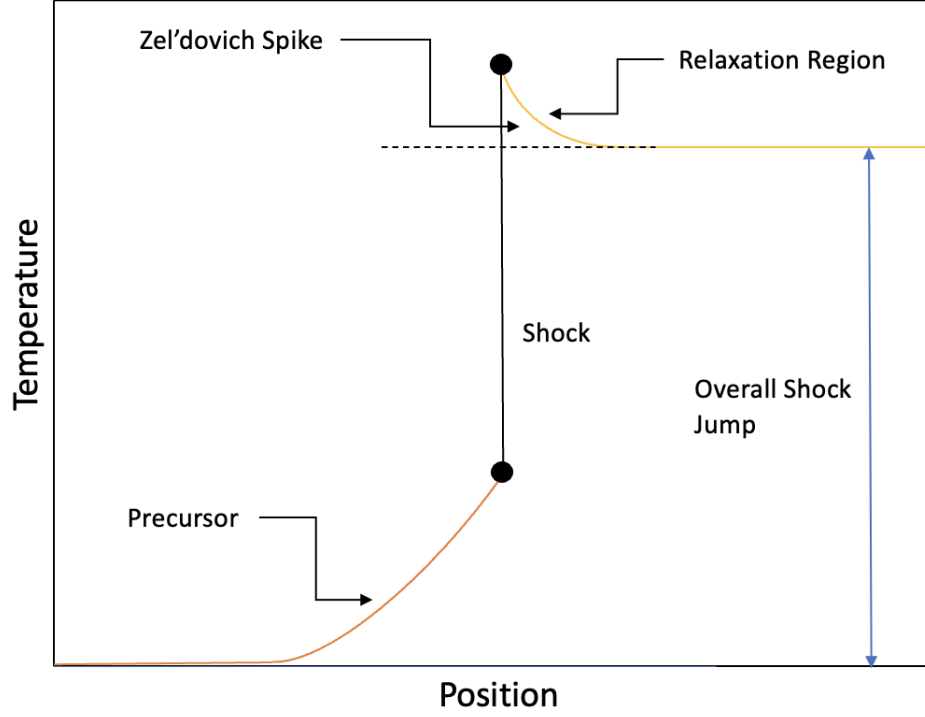 Zel'dovich Spike
Relaxation Region
Temperature
Shock
Overall Shock
Jump
Precursor
Position